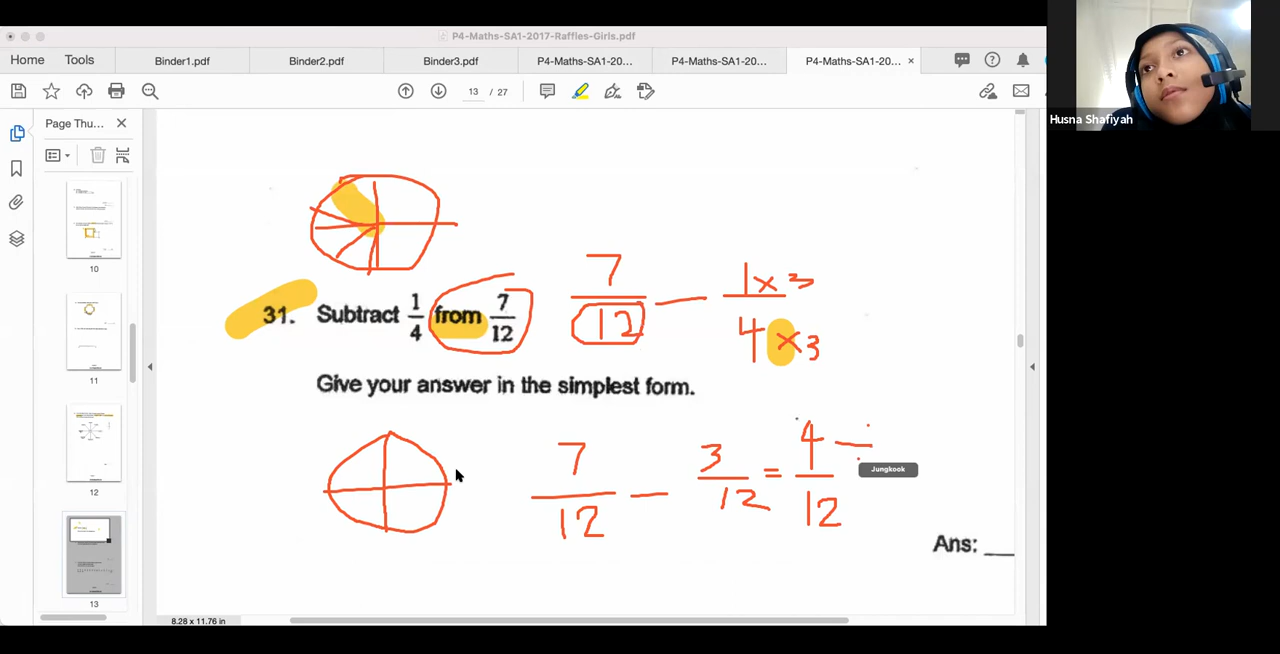 P4-Maths-SA1-2017-Raffles-Girls.pdf
Home Tools Binder1.pdf Binder2.pdf Binder3.pdf P4-Maths-SA1-20... P4-Maths-SA1-20... P4-Maths-SA1-20... ×
13 / 27
Husna Shafiyah
Page Thu... ×
10
11
12
13
7/12 − 1×3/4×3
31. Subtract 1/4 from 7/12
Give your answer in the simplest form.
7/12 − 3/12 = 4/12 ÷
Jungkook
Ans: ___
8.28 x 11.76 in